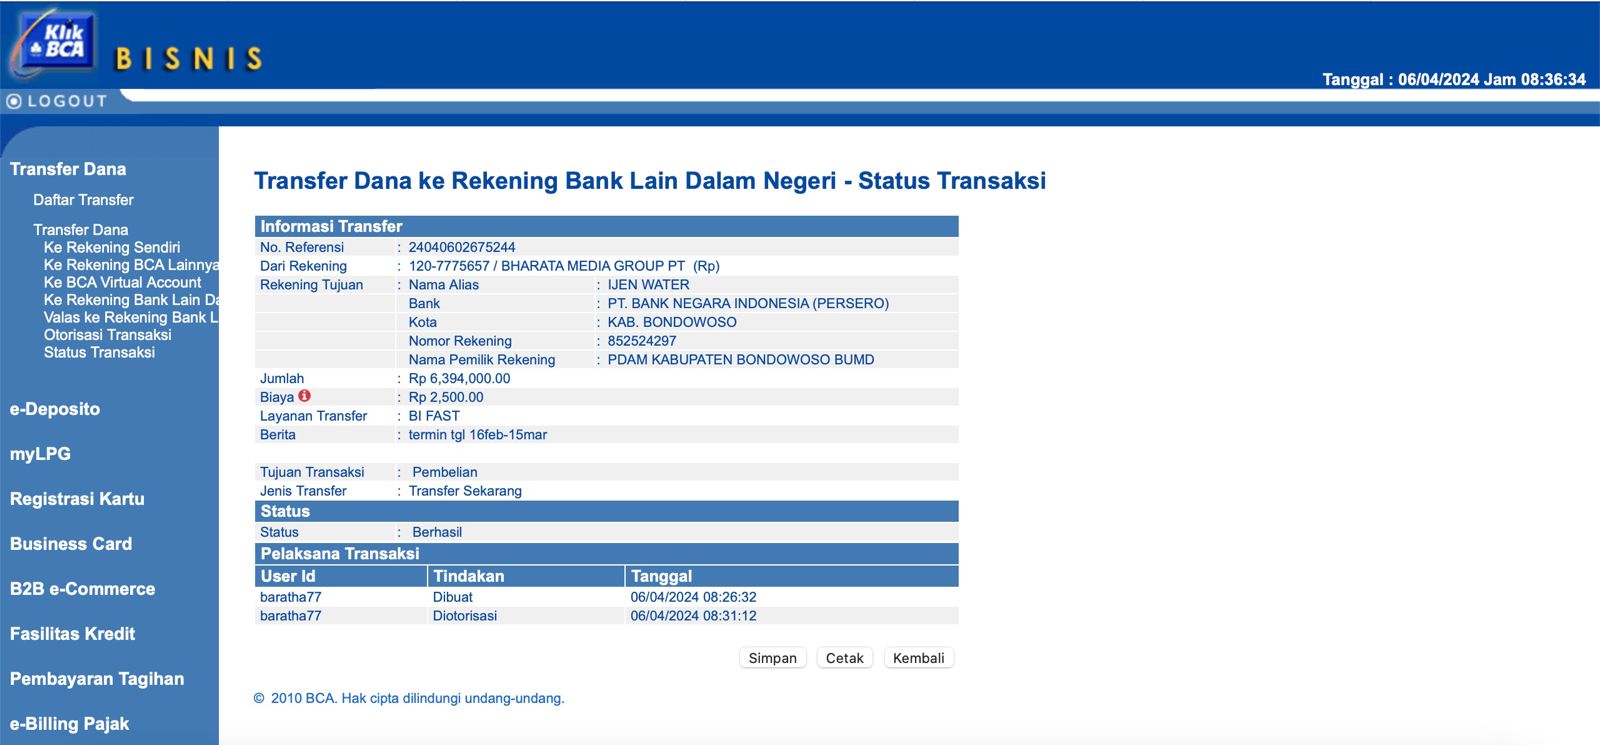 Klik
BCA
BISNIS
Tanggal : 06/04/2024 Jam 08:36:34
LOGOUT
Transfer Dana
Daftar Transfer
Transfer Dana
Ke Rekening Sendiri
Ke Rekening BCA Lainnya
Ke BCA Virtual Account
Ke Rekening Bank Lain Da
Valas ke Rekening Bank L
Otorisasi Transaksi
Status Transaksi
e-Deposito
myLPG
Registrasi Kartu
Business Card
B2B e-Commerce
Fasilitas Kredit
Pembayaran Tagihan
e-Billing Pajak
Transfer Dana ke Rekening Bank Lain Dalam Negeri - Status Transaksi
Informasi Transfer
No. Referensi : 24040602675244
Dari Rekening : 120-7775657 / BHARATA MEDIA GROUP PT (Rp)
Rekening Tujuan : Nama Alias : IJEN WATER
Bank : PT. BANK NEGARA INDONESIA (PERSERO)
Kota : KAB. BONDOWOSO
Nomor Rekening : 852524297
Nama Pemilik Rekening : PDAM KABUPATEN BONDOWOSO BUMD
Jumlah : Rp 6,394,000.00
Biaya : Rp 2,500.00
Layanan Transfer : BI FAST
Berita : termin tgl 16feb-15mar
Tujuan Transaksi : Pembelian
Jenis Transfer : Transfer Sekarang
Status
Status : Berhasil
Pelaksana Transaksi
User Id Tindakan Tanggal
baratha77 Dibuat 06/04/2024 08:26:32
baratha77 Diotorisasi 06/04/2024 08:31:12
Simpan Cetak Kembali
© 2010 BCA. Hak cipta dilindungi undang-undang.